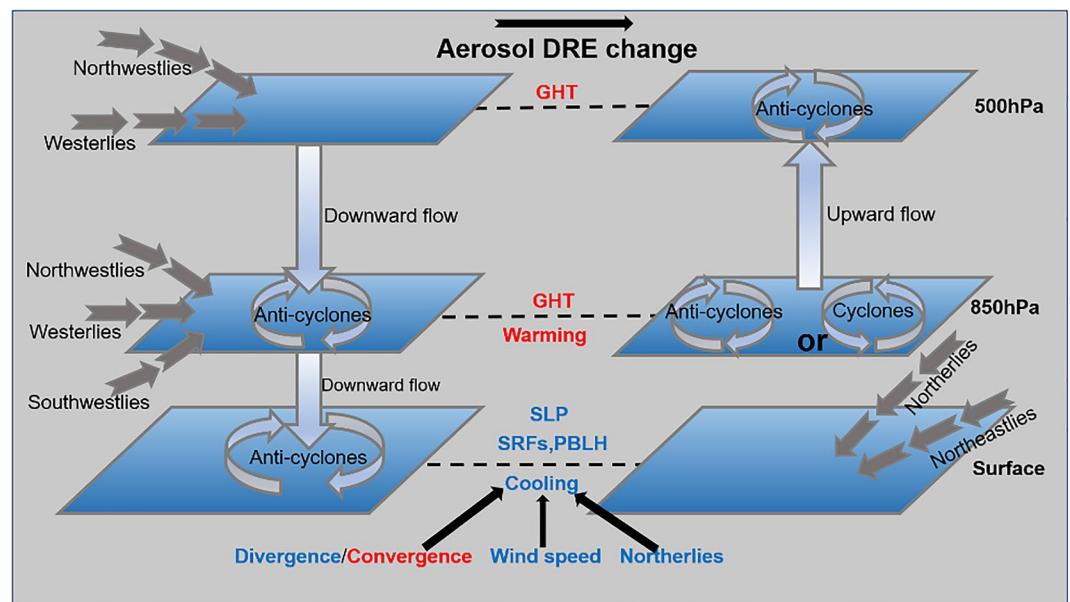 Aerosol DRE change
Northwestlies
Westerlies
GHT
Anti-cyclones
500hPa
Downward flow
Upward flow
Northwestlies
Westerlies
Southwestlies
Anti-cyclones
GHT
Warming
Anti-cyclones
or
Cyclones
850hPa
Downward flow
Northerlies
Northeastlies
Anti-cyclones
SLP
SRFs,PBLH
Cooling
Surface
Divergence/Convergence
Wind speed
Northerlies